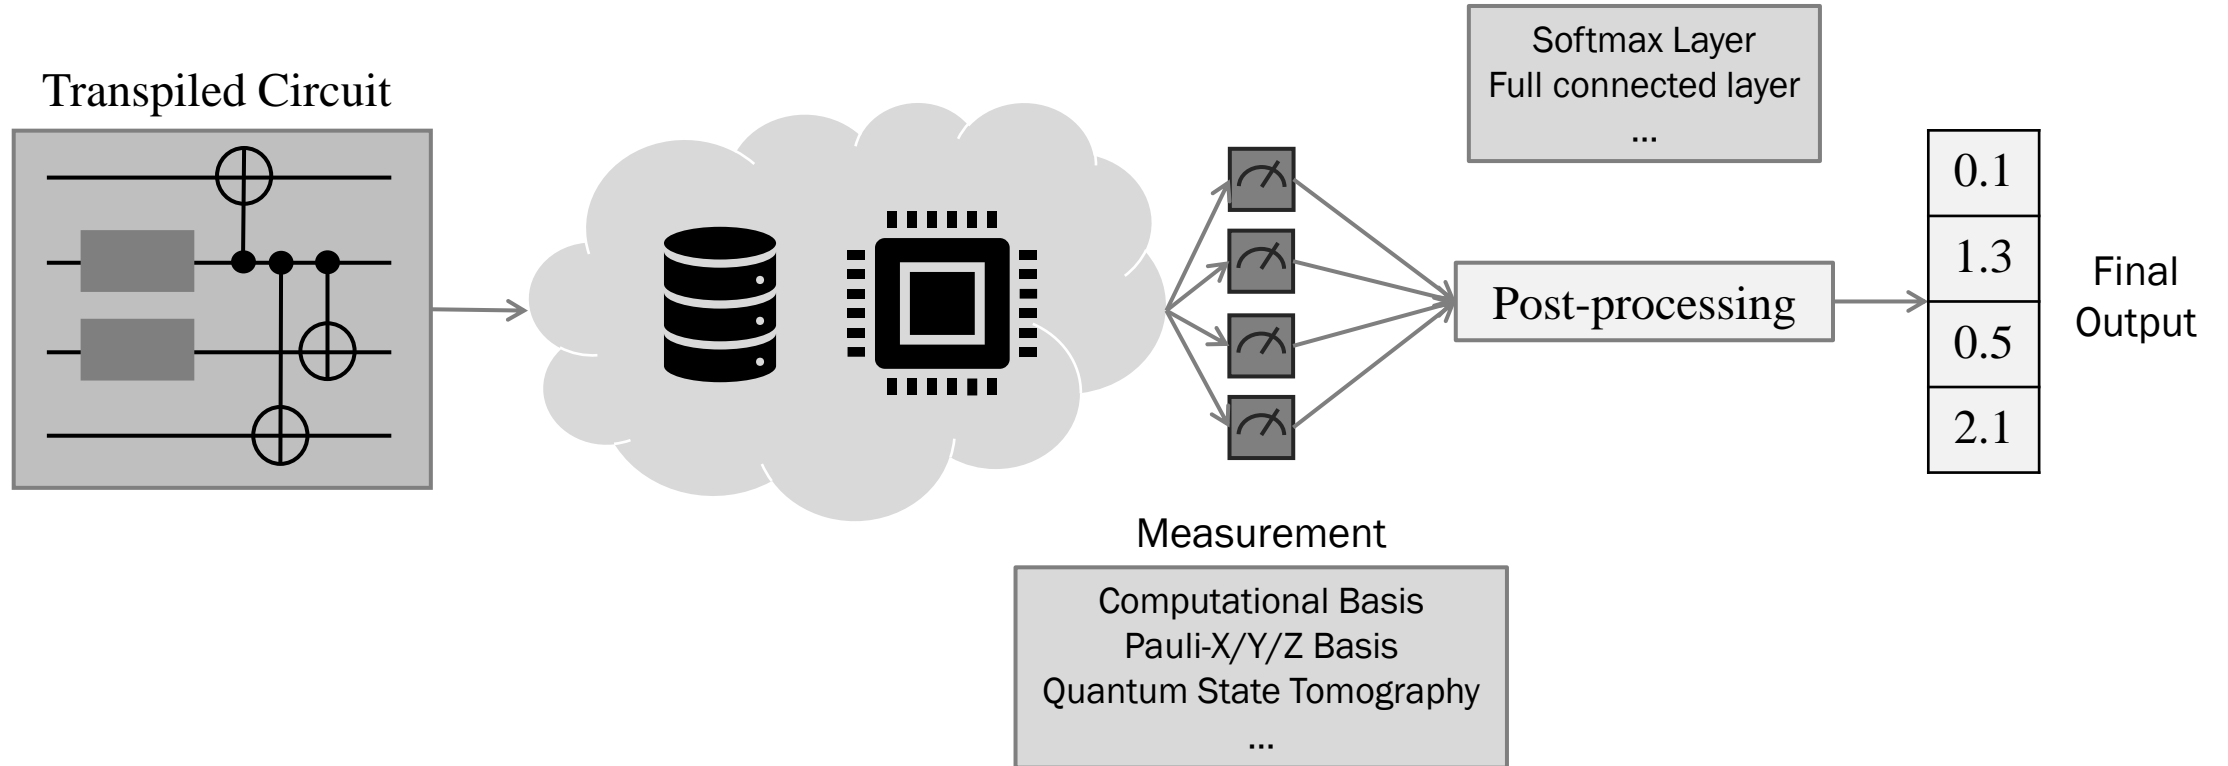 Transpiled Circuit
Softmax Layer
Full connected layer
...
Post-processing
0.1
1.3
0.5
2.1
Final
Output
Measurement
Computational Basis
Pauli-X/Y/Z Basis
Quantum State Tomography
...